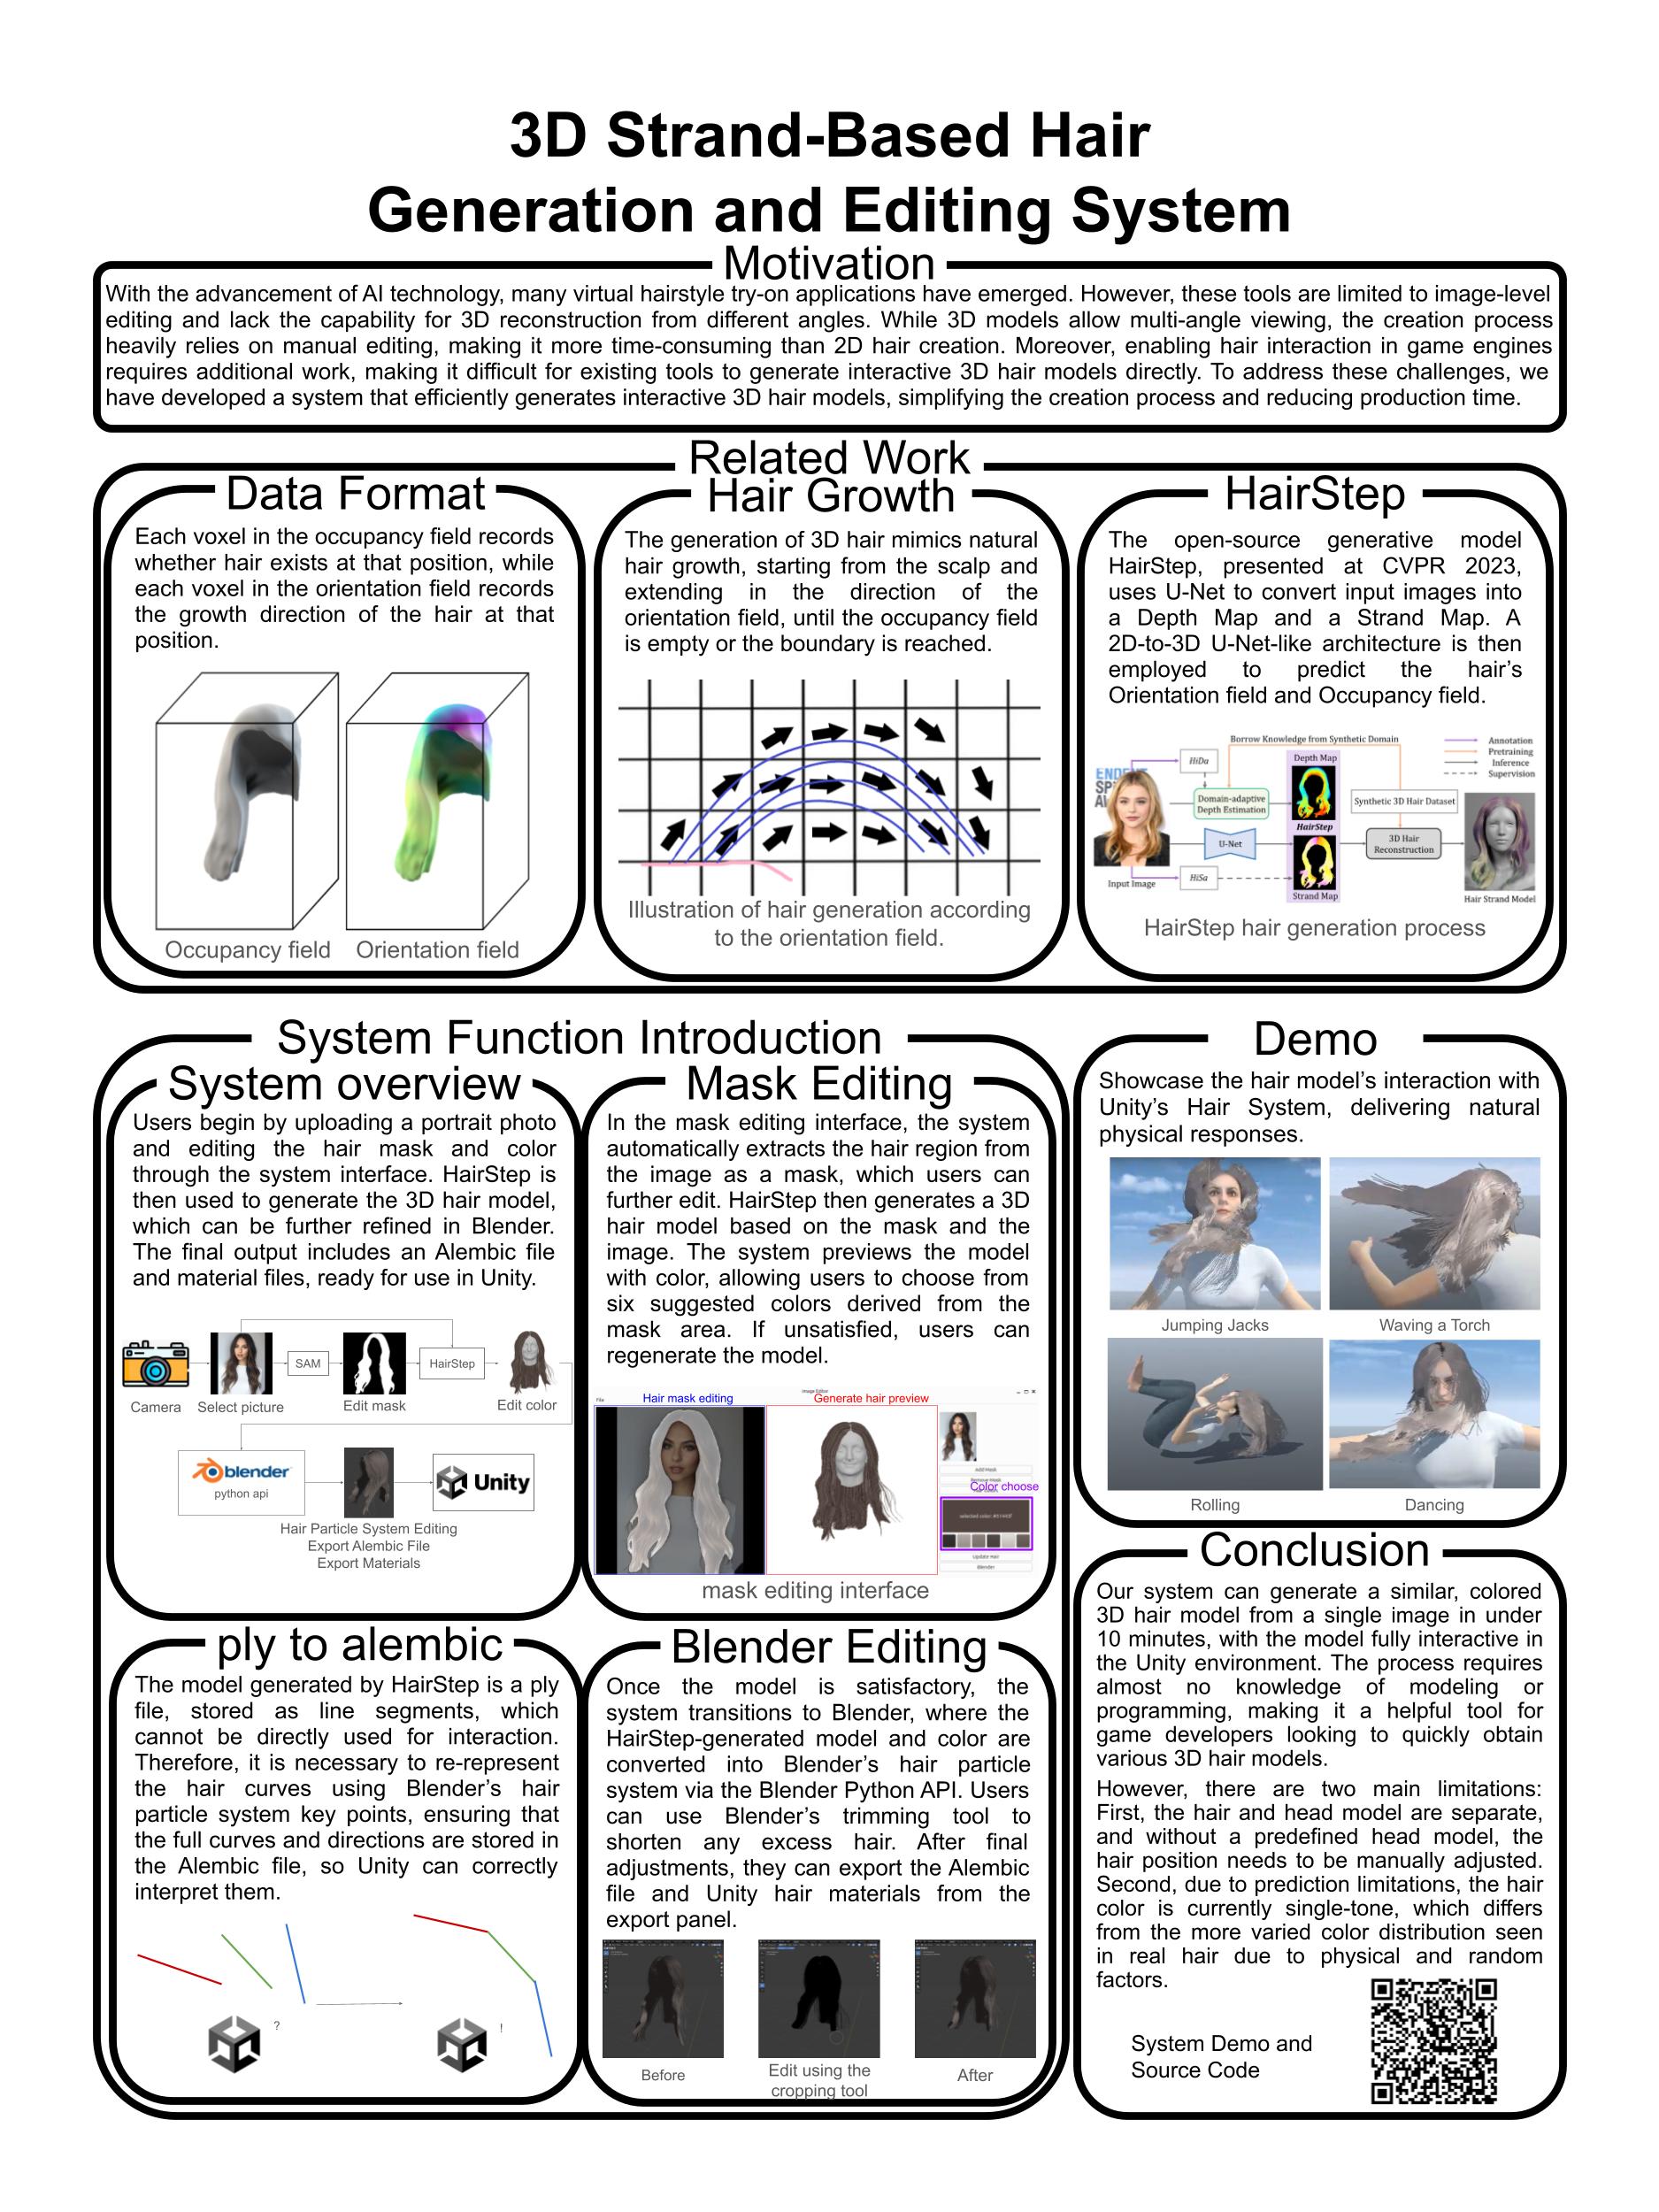 3D Strand-Based Hair
Generation and Editing System
Motivation
With the advancement of AI technology, many virtual hairstyle try-on applications have emerged. However, these tools are limited to image-level
editing and lack the capability for 3D reconstruction from different angles. While 3D models allow multi-angle viewing, the creation process
heavily relies on manual editing, making it more time-consuming than 2D hair creation. Moreover, enabling hair interaction in game engines
requires additional work, making it difficult for existing tools to generate interactive 3D hair models directly. To address these challenges, we
have developed a system that efficiently generates interactive 3D hair models, simplifying the creation process and reducing production time.
Related Work
Data Format
Each voxel in the occupancy field records
whether hair exists at that position, while
each voxel in the orientation field records
the growth direction of the hair at that
position.
Occupancy field
Orientation field
Hair Growth
The generation of 3D hair mimics natural
hair growth, starting from the scalp and
extending in the direction of the
orientation field, until the occupancy field
is empty or the boundary is reached.
Illustration of hair generation according
to the orientation field.
HairStep
The open-source generative model
HairStep, presented at CVPR 2023,
uses U-Net to convert input images into
a Depth Map and a Strand Map. A
2D-to-3D U-Net-like architecture is then
employed to predict the hair's
Orientation field and Occupancy field.
Borrow Knowledge from Synthetic Domain
Annotation
Pretraining
Inference
Supervision
HiDa
Depth Map
Domain-adaptive
Depth Estimation
Synthetic 3D Hair Dataset
HairStep
U-Net
3D Hair
Reconstruction
HiSa
Input Image
Strand Map
Hair Strand Model
HairStep hair generation process
System Function Introduction
System overview
Users begin by uploading a portrait photo
and editing the hair mask and color
through the system interface. HairStep is
then used to generate the 3D hair model,
which can be further refined in Blender.
The final output includes an Alembic file
and material files, ready for use in Unity.
SAM
HairStep
Camera
Select picture
Edit mask
Edit color
blender
python api
Unity
Hair Particle System Editing
Export Alembic File
Export Materials
Mask Editing
In the mask editing interface, the system
automatically extracts the hair region from
the image as a mask, which users can
further edit. HairStep then generates a 3D
hair model based on the mask and the
image. The system previews the model
with color, allowing users to choose from
six suggested colors derived from the
mask area. If unsatisfied, users can
regenerate the model.
Image Editor
File
Hair mask editing
Generate hair preview
Add Mask
Remove Mask
Color choose
Update Hair
Blender
mask editing interface
ply to alembic
The model generated by HairStep is a ply
file, stored as line segments, which
cannot be directly used for interaction.
Therefore, it is necessary to re-represent
the hair curves using Blender's hair
particle system key points, ensuring that
the full curves and directions are stored in
the Alembic file, so Unity can correctly
interpret them.
?
!
Blender Editing
Once the model is satisfactory, the
system transitions to Blender, where the
HairStep-generated model and color are
converted into Blender's hair particle
system via the Blender Python API. Users
can use Blender's trimming tool to
shorten any excess hair. After final
adjustments, they can export the Alembic
file and Unity hair materials from the
export panel.
Before
Edit using the
cropping tool
After
Demo
Showcase the hair model's interaction with
Unity's Hair System, delivering natural
physical responses.
Jumping Jacks
Waving a Torch
Rolling
Dancing
Conclusion
Our system can generate a similar, colored
3D hair model from a single image in under
10 minutes, with the model fully interactive in
the Unity environment. The process requires
almost no knowledge of modeling or
programming, making it a helpful tool for
game developers looking to quickly obtain
various 3D hair models.
However, there are two main limitations:
First, the hair and head model are separate,
and without a predefined head model, the
hair position needs to be manually adjusted.
Second, due to prediction limitations, the hair
color is currently single-tone, which differs
from the more varied color distribution seen
in real hair due to physical and random
factors.
System Demo and
Source Code